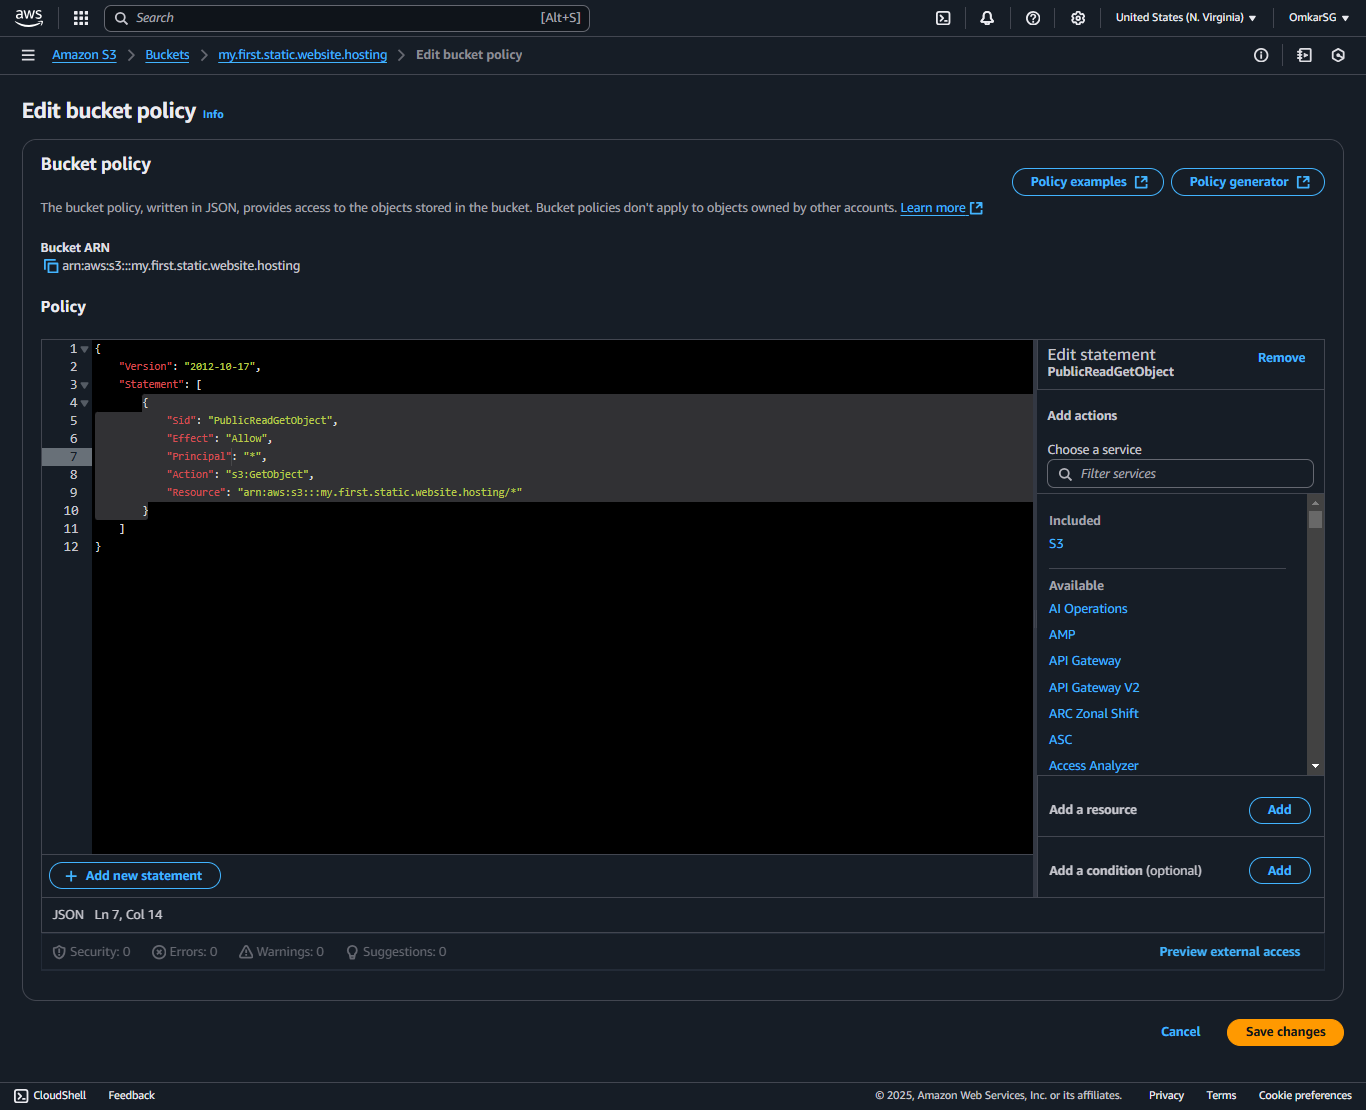 aws
Search [Alt+S]
United States (N. Virginia) OmkarSG
Amazon S3 Buckets my.first.static.website.hosting Edit bucket policy
Edit bucket policy Info
Bucket policy
Policy examples Policy generator
The bucket policy, written in JSON, provides access to the objects stored in the bucket. Bucket policies don't apply to objects owned by other accounts. Learn more
Bucket ARN
arn:aws:s3:::my.first.static.website.hosting
Policy
1 {
2 "Version": "2012-10-17",
3 "Statement": [
4 {
5 "Sid": "PublicReadGetObject",
6 "Effect": "Allow",
7 "Principal": "*",
8 "Action": "s3:GetObject",
9 "Resource": "arn:aws:s3:::my.first.static.website.hosting/*"
10 }
11 ]
12 }
Edit statement
PublicReadGetObject
Remove
Add actions
Choose a service
Filter services
Included
S3
Available
AI Operations
AMP
API Gateway
API Gateway V2
ARC Zonal Shift
ASC
Access Analyzer
Add a resource Add
Add a condition (optional) Add
+ Add new statement
JSON Ln 7, Col 14
Security: 0 Errors: 0 Warnings: 0 Suggestions: 0
Preview external access
Cancel Save changes
CloudShell Feedback
© 2025, Amazon Web Services, Inc. or its affiliates. Privacy Terms Cookie preferences